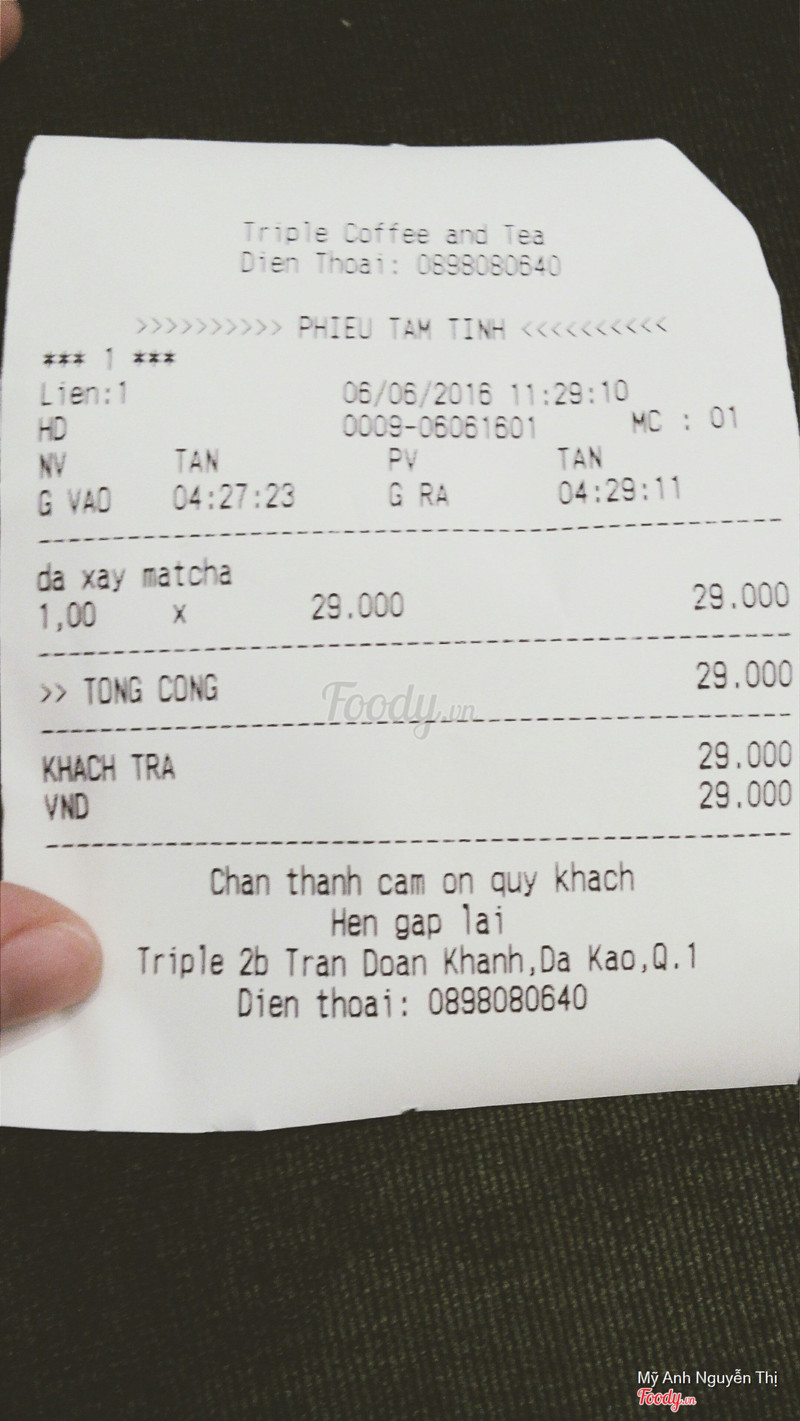 Triple Coffee and Tea
Dien Thoai: 0898080640
>>>>>>>>>> PHIEU TAM TINH <<<<<<<<<<
*** 1 ***
Lien:1 06/06/2016 11:29:10
HD 0009-06061601 MC : 01
NV TAN PV TAN
G VAO 04:27:23 G RA 04:29:11
da xay matcha
1,00 x 29.000 29.000
>> TONG CONG 29.000
Foody.vn
KHACH TRA 29.000
VND 29.000
Chan thanh cam on quy khach
Hen gap lai
Triple 2b Tran Doan Khanh,Da Kao,Q.1
Dien thoai: 0898080640
Mỹ Anh Nguyễn Thị
Foody.vn